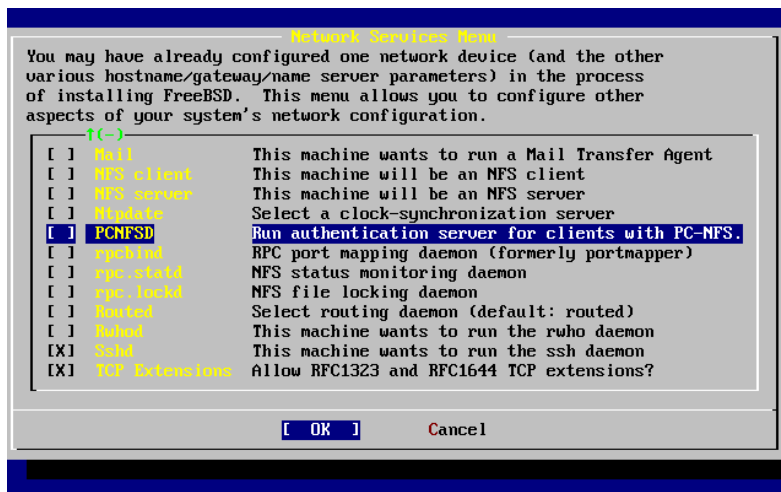 Network Services Menu
You may have already configured one network device (and the other
various hostname/gateway/name server parameters) in the process
of installing FreeBSD.  This menu allows you to configure other
aspects of your system's network configuration.
↑(-)
[ ] Mail This machine wants to run a Mail Transfer Agent
[ ] NFS client This machine will be an NFS client
[ ] NFS server This machine will be an NFS server
[ ] Ntpdate Select a clock-synchronization server
[ ] PCNFSD Run authentication server for clients with PC-NFS.
[ ] rpcbind RPC port mapping daemon (formerly portmapper)
[ ] rpc.statd NFS status monitoring daemon
[ ] rpc.lockd NFS file locking daemon
[ ] Routed Select routing daemon (default: routed)
[ ] Rwhod This machine wants to run the rwho daemon
[X] Sshd This machine wants to run the ssh daemon
[X] TCP Extensions Allow RFC1323 and RFC1644 TCP extensions?
[ OK ] Cancel